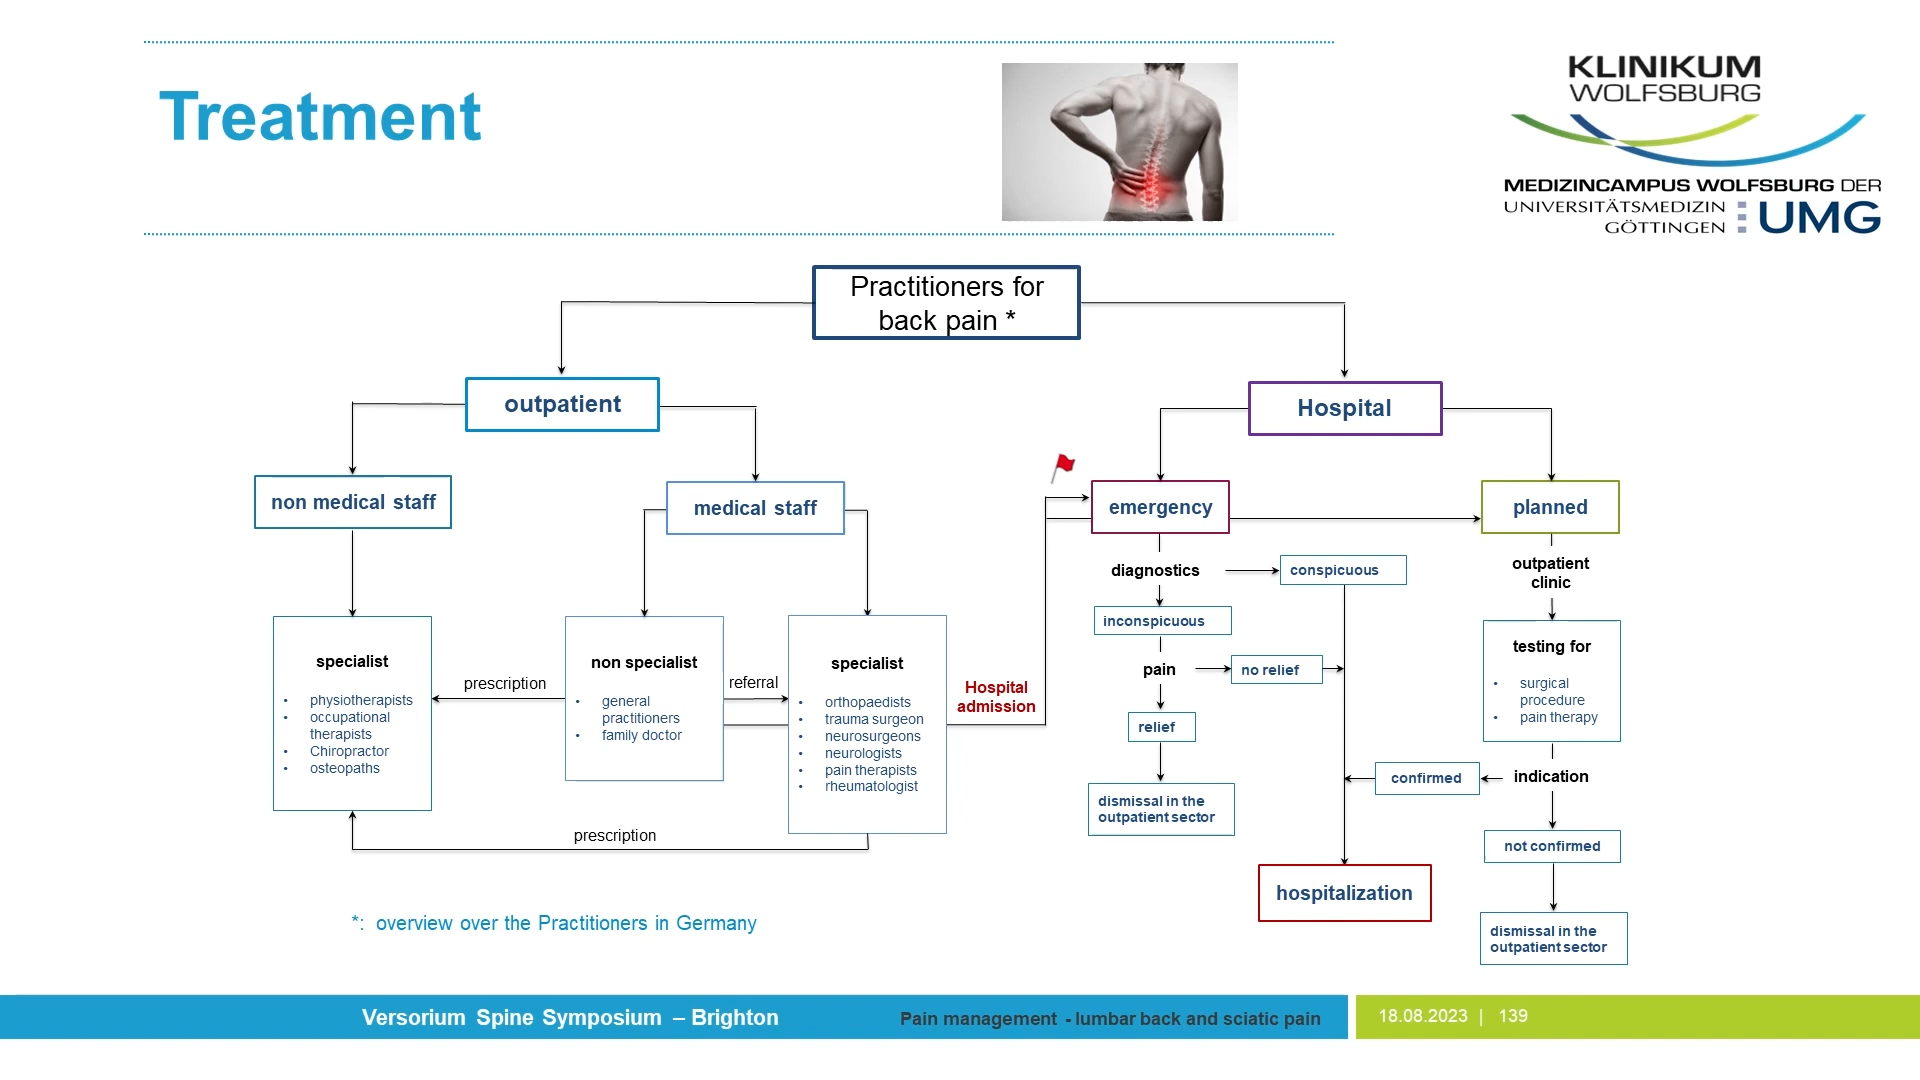 Treatment
KLINIKUM
WOLFSBURG
MEDIZINCAMPUS WOLFSBURG DER
UNIVERSITÄTSMEDIZIN
GÖTTINGEN
UMG
Practitioners for
back pain *
outpatient
Hospital
non medical staff
medical staff
emergency
planned
diagnostics
conspicuous
outpatient
clinic
inconspicuous
specialist
• physiotherapists
• occupational
therapists
• Chiropractor
• osteopaths
prescription
non specialist
• general
practitioners
• family doctor
referral
specialist
• orthopaedists
• trauma surgeon
• neurosurgeons
• neurologists
• pain therapists
• rheumatologist
prescription
Hospital
admission
pain
no relief
relief
dismissal in the
outpatient sector
testing for
• surgical
procedure
• pain therapy
confirmed
indication
not confirmed
hospitalization
dismissal in the
outpatient sector
*: overview over the Practitioners in Germany
Versorium Spine Symposium – Brighton
Pain management - lumbar back and sciatic pain
18.08.2023 | 139